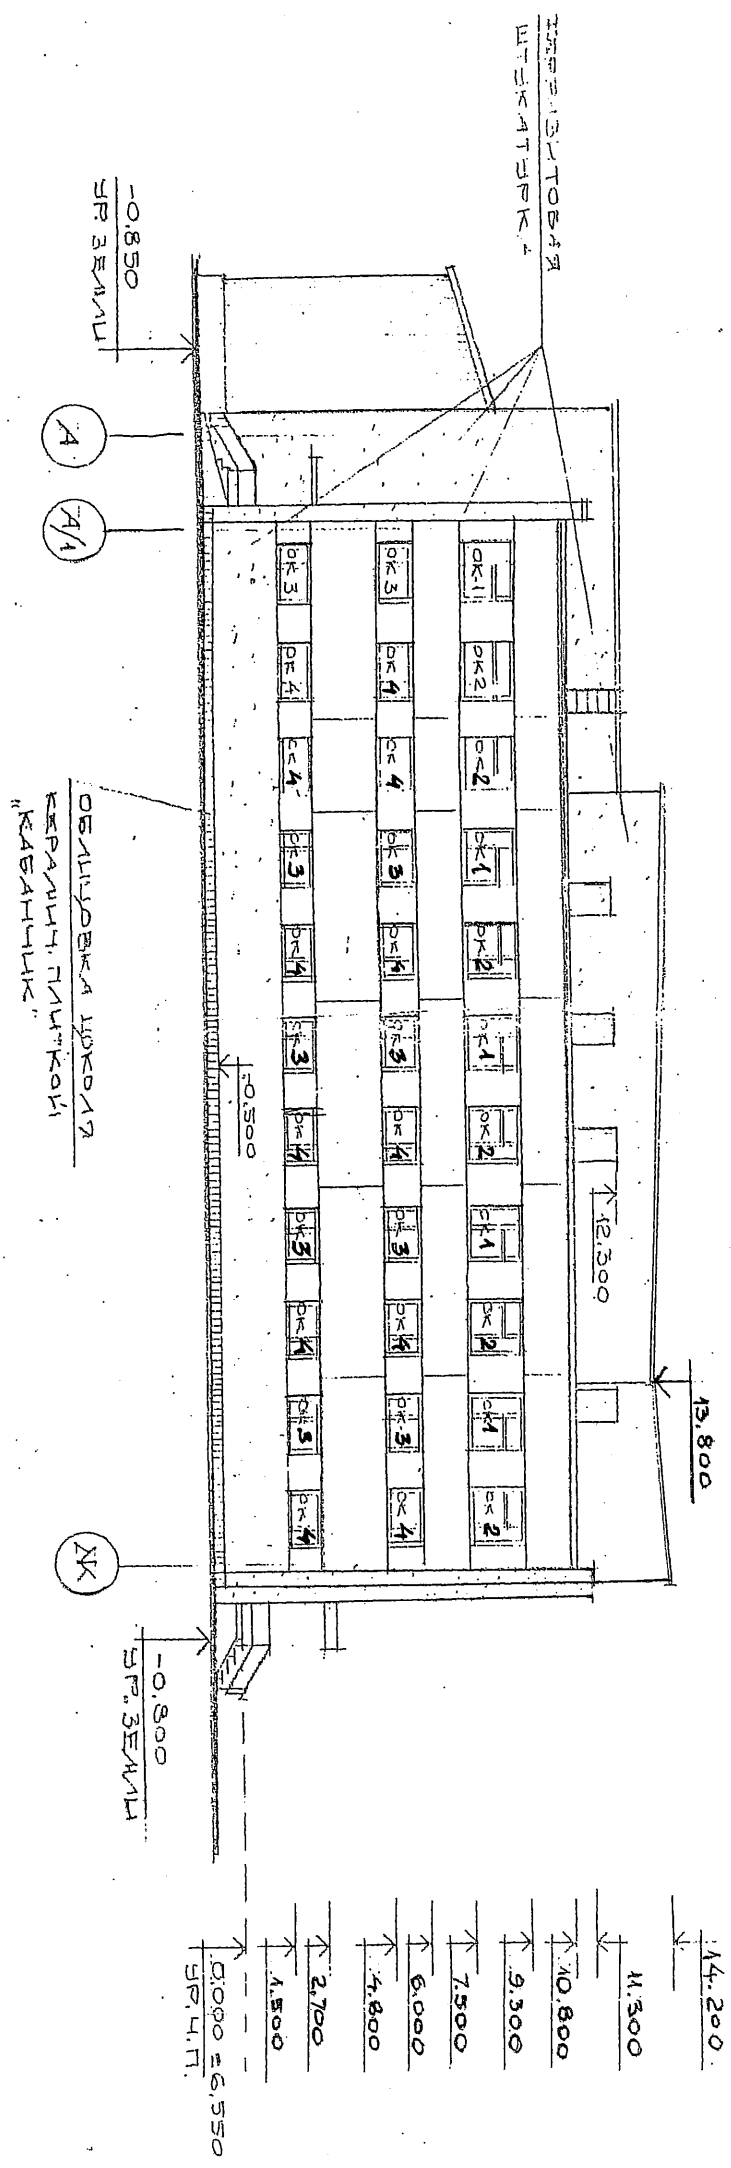 ШТУКАТУРКА
-0.850
УР. ЗЕМЛИ
А
А/1
ОК-1
ОК2
ОК2
ОК1
ОК2
ОК1
ОК2
ОК1
ОК2
ОК1
ОК2
ОК3
ОК4
ОК4
ОК3
ОК4
ОК3
ОК4
ОК3
ОК4
ОК3
ОК4
ОК3
ОК4
ОК4
ОК3
ОК4
ОК3
ОК4
ОК3
ОК4
ОК3
ОК4
ОБЛИЦОВКА ЦОКОЛЯ
КЕРАМИЧ. ПЛИТКОЙ
"КАБАНЧИК"
-0.500
12.300
13.800
Ж
-0.800
УР. ЗЕМЛИ
14.200
11.300
10.800
9.300
7.500
6.000
4.800
2.700
1.500
0.000 = 6.550
УР. Ч.П.